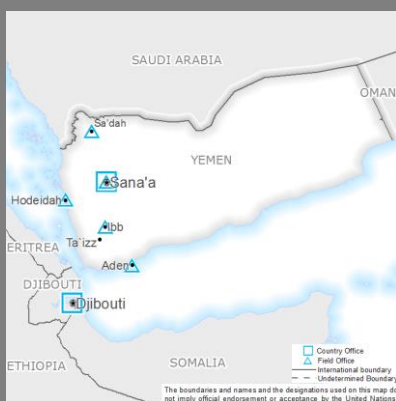 SAUDI ARABIA
OMAN
Sa'dah
YEMEN
Sana'a
Hodeidah
Ibb
Ta`izz
ERITREA
Aden
DJIBOUTI
Djibouti
ETHIOPIA
SOMALIA
Country Office
Field Office
International boundary
Undetermined Boundary
The boundaries and names and the designations used on this map do
not imply official endorsement or acceptance by the United Nations